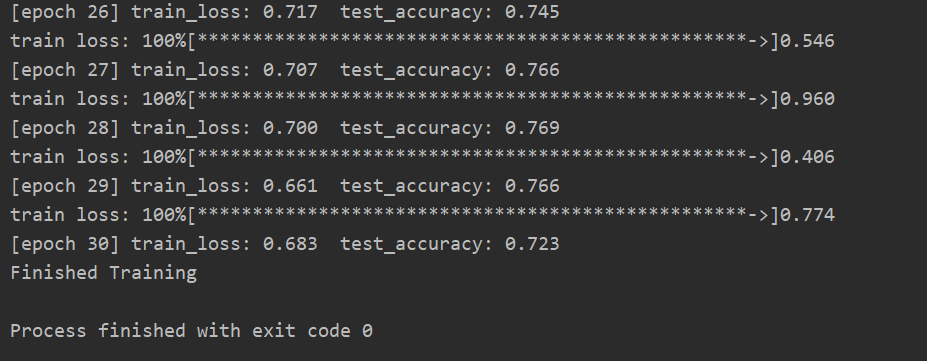 [epoch 26] train_loss: 0.717  test_accuracy: 0.745
train loss: 100%[**************************************************->]0.546
[epoch 27] train_loss: 0.707  test_accuracy: 0.766
train loss: 100%[**************************************************->]0.960
[epoch 28] train_loss: 0.700  test_accuracy: 0.769
train loss: 100%[**************************************************->]0.406
[epoch 29] train_loss: 0.661  test_accuracy: 0.766
train loss: 100%[**************************************************->]0.774
[epoch 30] train_loss: 0.683  test_accuracy: 0.723
Finished Training
Process finished with exit code 0